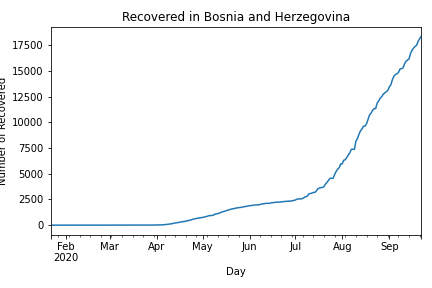 Recovered in Bosnia and Herzegovina
17500
15000
12500
10000
7500
5000
2500
0
Number of Recovered
Feb
2020
Mar
Apr
May
Jun
Jul
Aug
Sep
Day